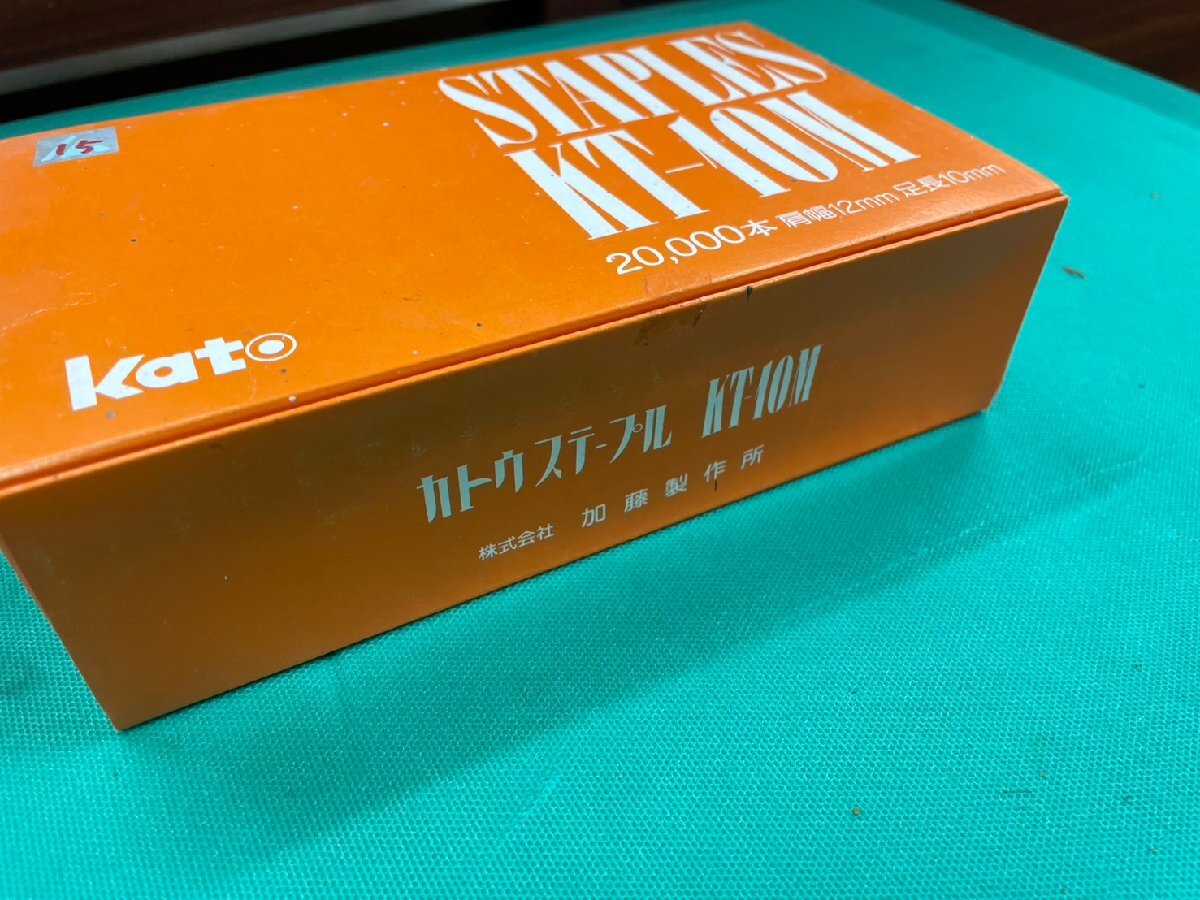 15
STAPLES
KT-10M
20,000本 肩幅12mm 足長10mm
Kato
カトウステープル KT-10M
株式会社 加藤製作所